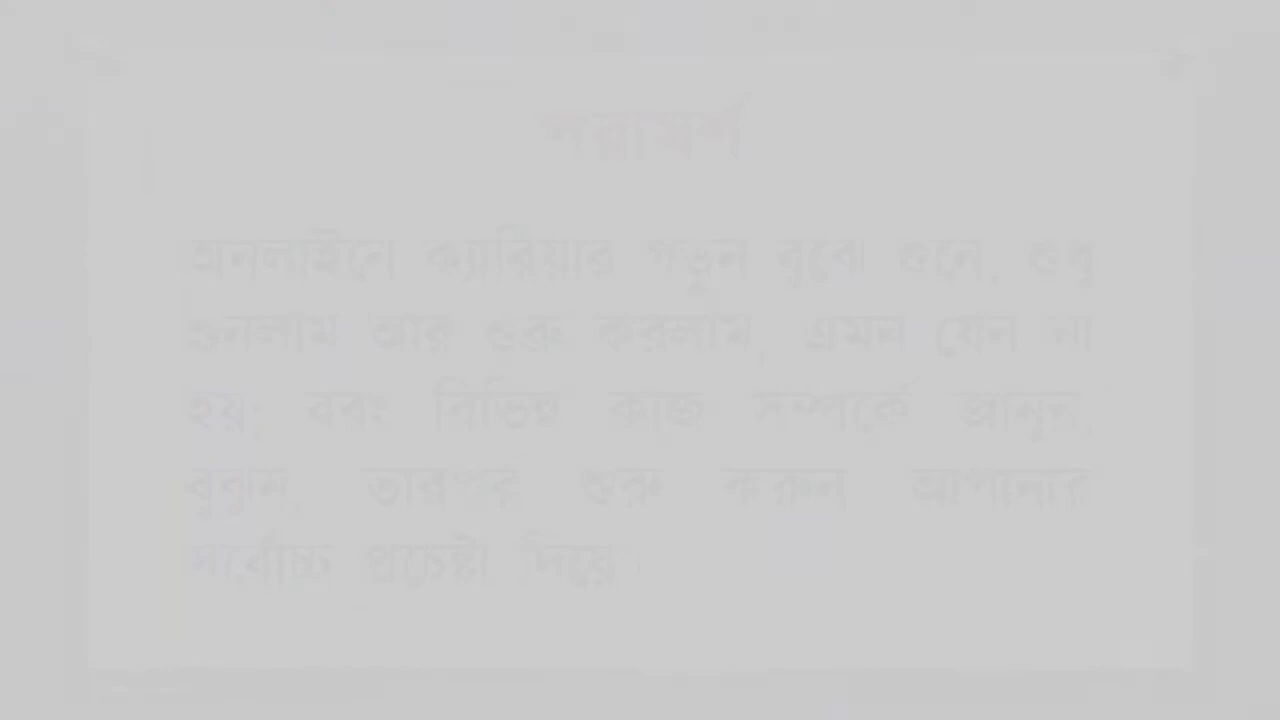 পরামর্শ
অনলাইনে ক্যারিয়ার গড়ুন বুঝে শুনে, শুধু
শুনলাম আর শুরু করলাম, এমন যেন না
হয়; বরং বিভিন্ন কাজ সম্পর্কে জানুন,
বুঝুন, তারপর শুরু করুন আপনার
সর্বোচ্চ প্রচেষ্টা দিয়ে।